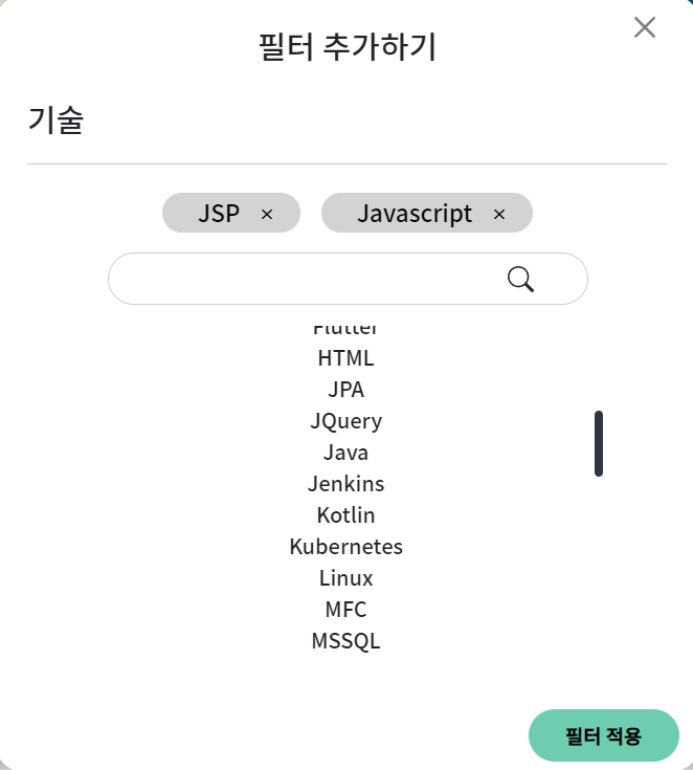 필터 추가하기
기술
JSP × Javascript ×
Flutter
HTML
JPA
JQuery
Java
Jenkins
Kotlin
Kubernetes
Linux
MFC
MSSQL
필터 적용